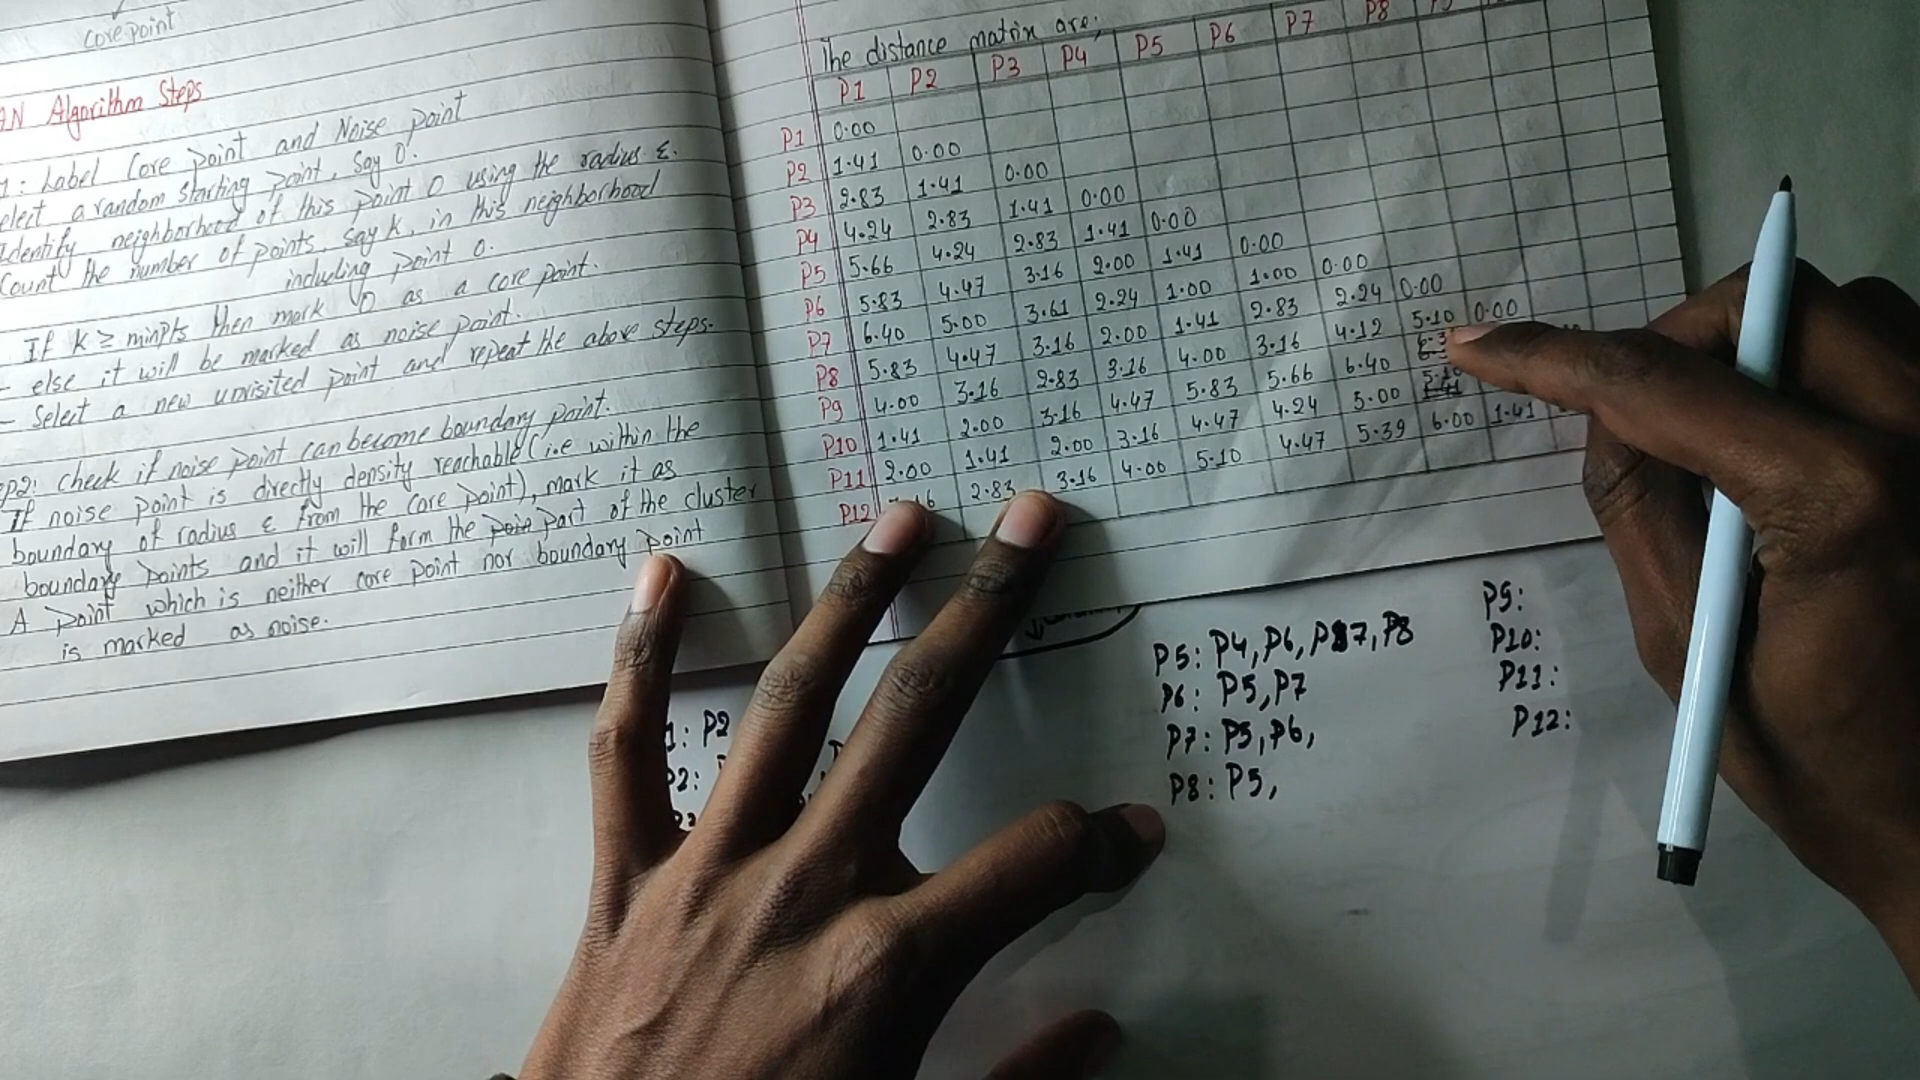 core point
AN Algorithm Steps
1: Label Core point and Noise point
elect a random starting point, say O.
Identify neighborhood of this point O using the radius ε.
Count the number of points, say k, in this neighborhood
including point o.
If k ≥ minpts then mark O as a core point.
- else it will be marked as noise point.
- Select a new unvisited point and repeat the above steps.
ep2: check if noise point can become boundary point.
If noise point is directly density reachable (i.e within the
boundary of radius ε from the core point), mark it as
boundary points and it will form the part of the cluster
A point which is neither core point nor boundary point
is marked as noise.
The distance matrix are;
P1 P2 P3 P4 P5 P6 P7 P8
P1 0.00
P2 1.41 0.00
P3 2.83 1.41 0.00
P4 4.24 2.83 1.41 0.00
P5 5.66 4.24 2.83 1.41 0.00
P6 5.83 4.47 3.16 2.00 1.41 0.00
P7 6.40 5.00 3.61 2.24 1.00 1.00 0.00
P8 5.83 4.47 3.16 2.00 1.41 2.83 2.24 0.00
P9 4.00 3.16 2.83 3.16 4.00 3.16 4.12 5.10 0.00
P10 1.41 2.00 3.16 4.47 5.83 5.66 6.40
P11 2.00 1.41 2.00 3.16 4.47 4.24 5.00 5.10
P12 2.83 3.16 4.00 5.10 4.47 5.39 6.00 1.41
1: P2
P2:
P5: P4, P6, P7, P8
P6: P5, P7
P7: P5, P6,
P8: P5,
P9:
P10:
P11:
P12: